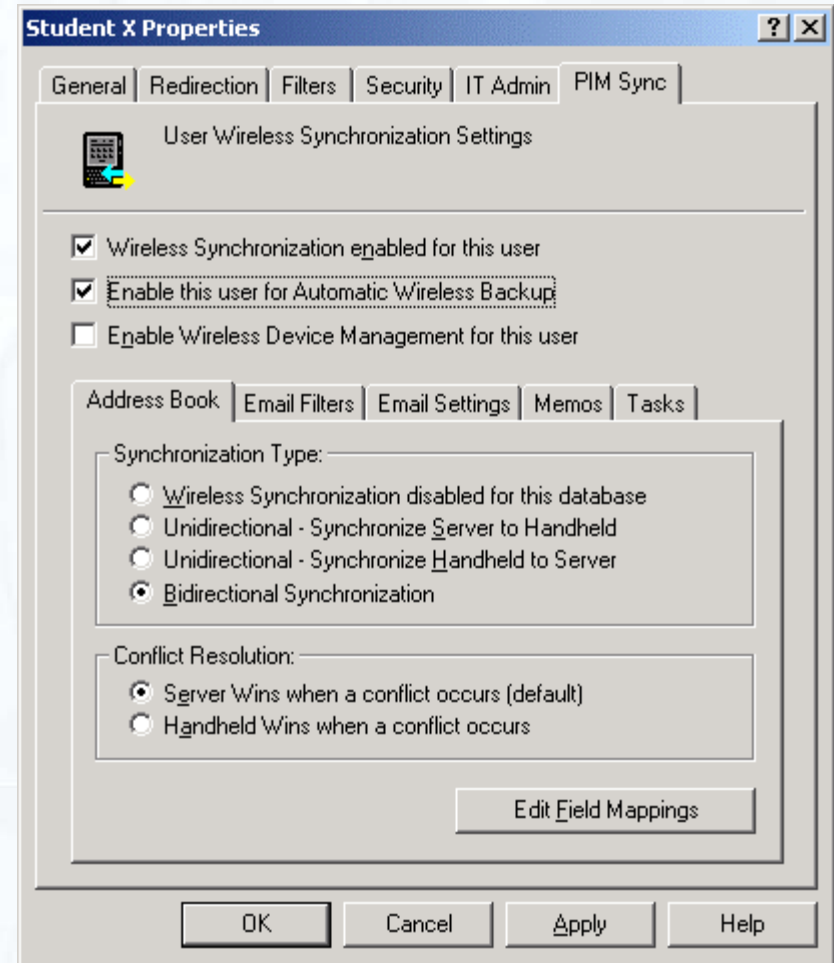 Student X Properties
General Redirection Filters Security IT Admin PIM Sync
User Wireless Synchronization Settings
Wireless Synchronization enabled for this user
Enable this user for Automatic Wireless Backup
Enable Wireless Device Management for this user
Address Book Email Filters Email Settings Memos Tasks
Synchronization Type:
Wireless Synchronization disabled for this database
Unidirectional - Synchronize Server to Handheld
Unidirectional - Synchronize Handheld to Server
Bidirectional Synchronization
Conflict Resolution:
Server Wins when a conflict occurs (default)
Handheld Wins when a conflict occurs
Edit Field Mappings
OK Cancel Apply Help